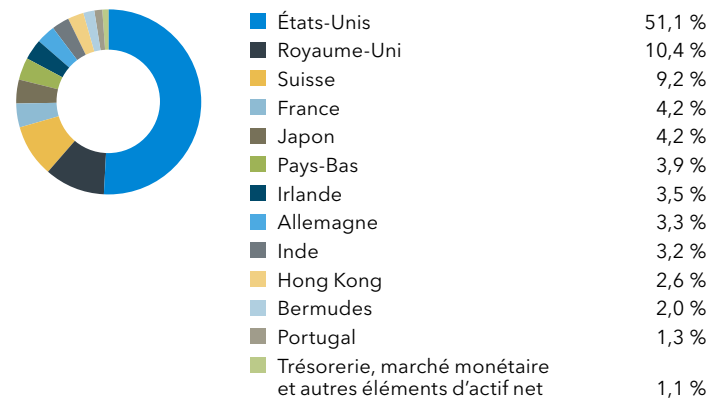 États-Unis 51,1 %
Royaume-Uni 10,4 %
Suisse 9,2 %
France 4,2 %
Japon 4,2 %
Pays-Bas 3,9 %
Irlande 3,5 %
Allemagne 3,3 %
Inde 3,2 %
Hong Kong 2,6 %
Bermudes 2,0 %
Portugal 1,3 %
Trésorerie, marché monétaire
et autres éléments d’actif net 1,1 %